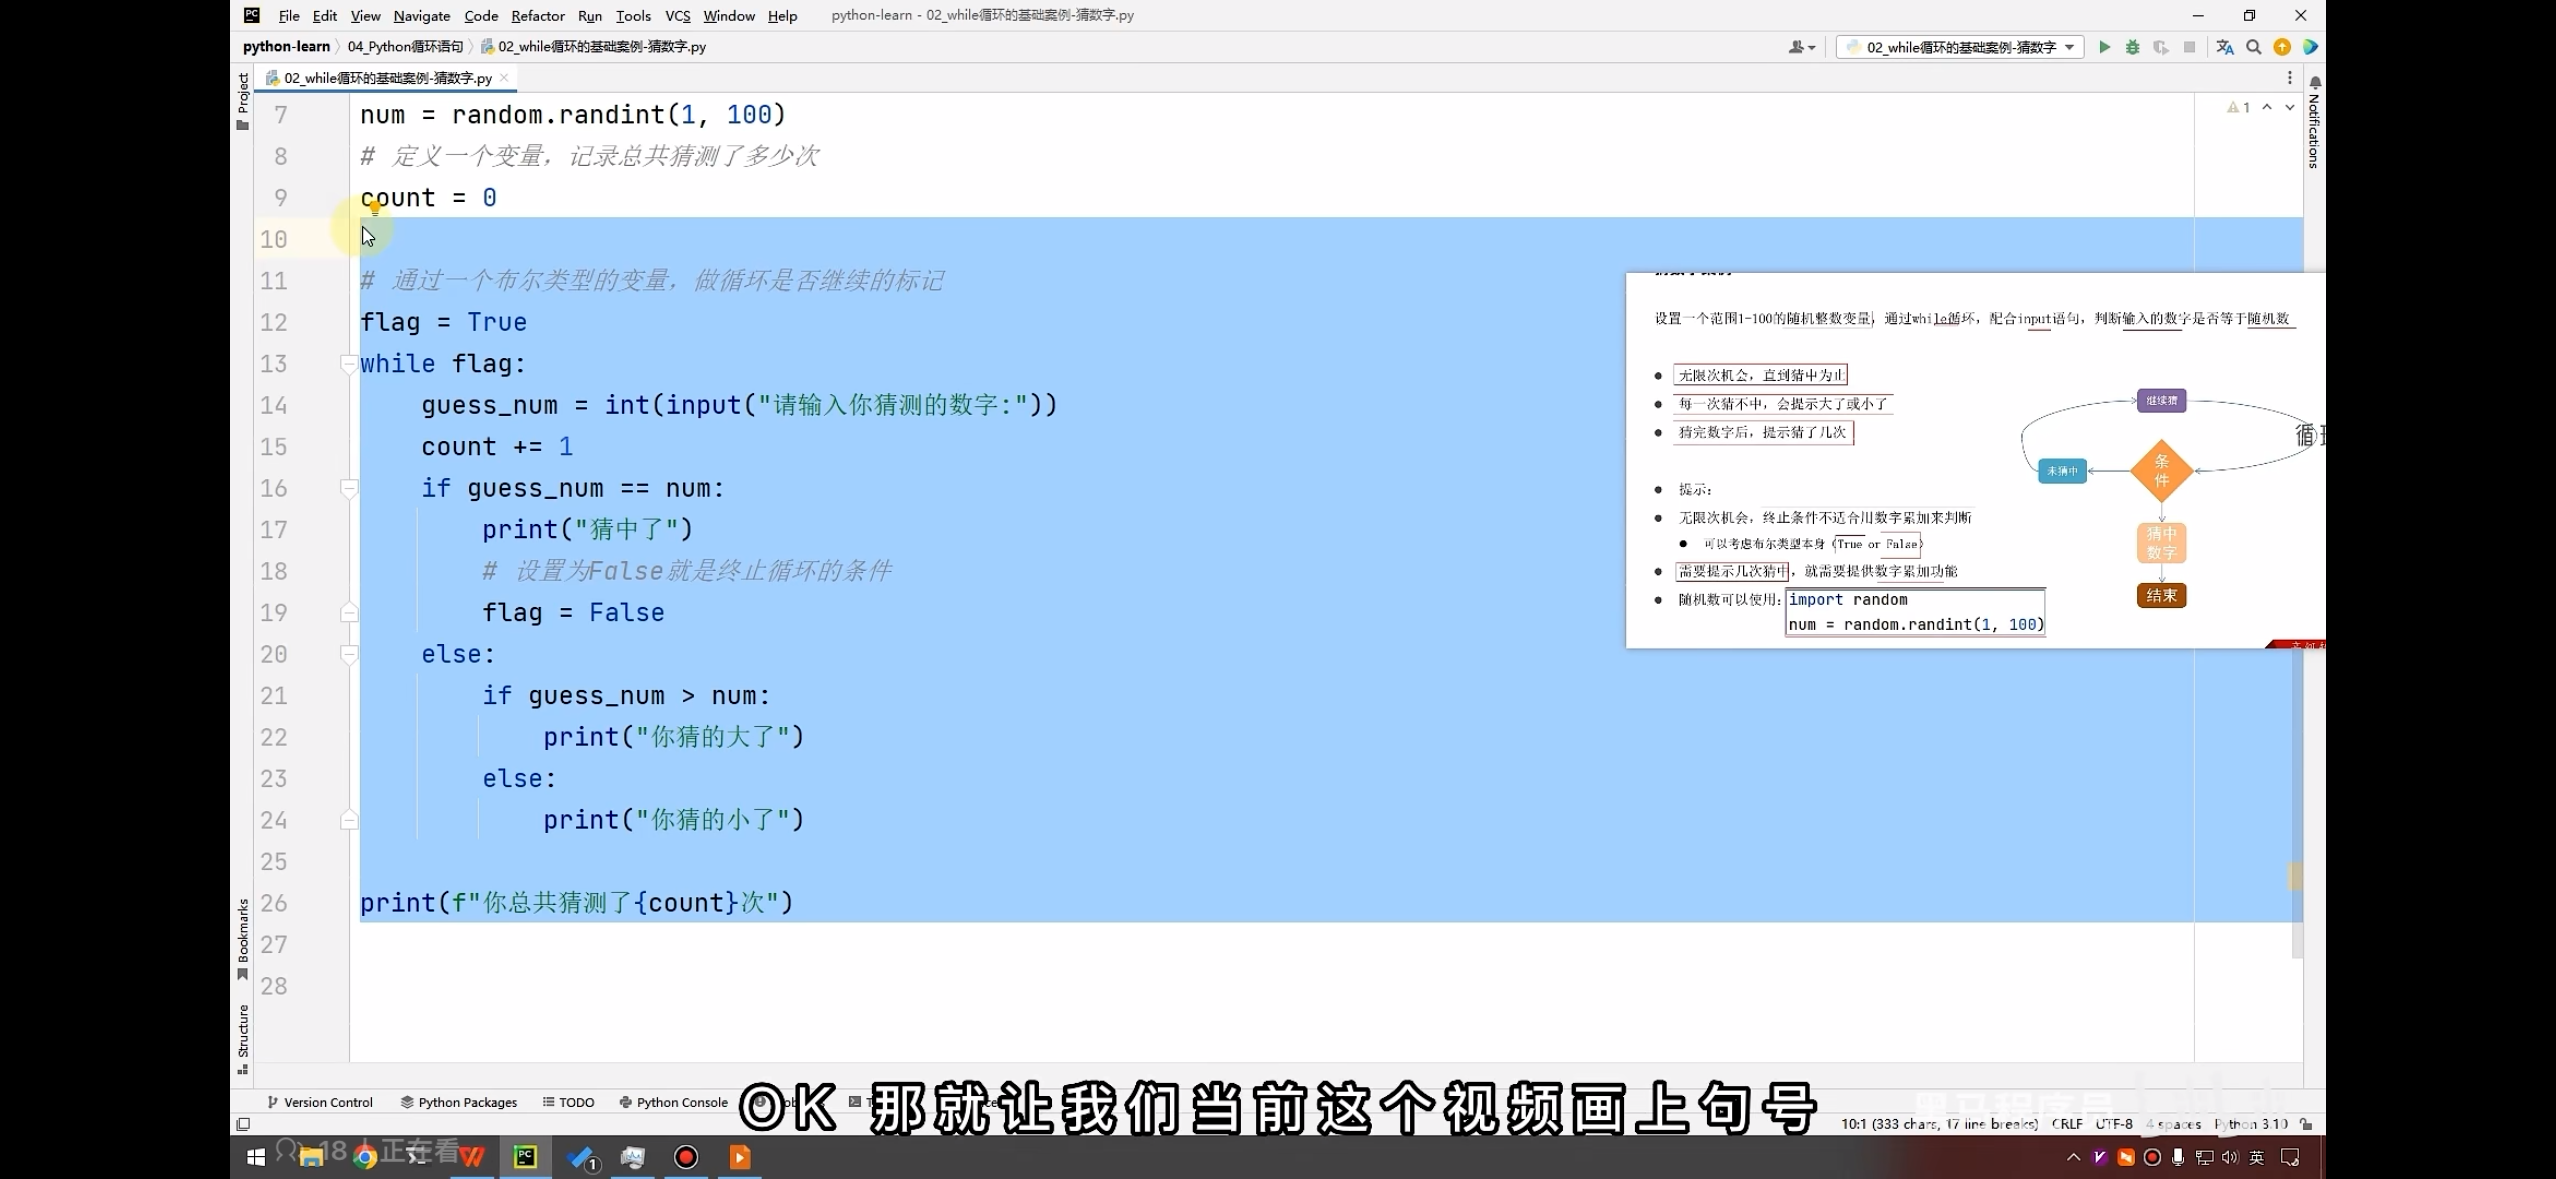 File Edit View Navigate Code Refactor Run Tools VCS Window Help python-learn - 02_while循环的基础案例-猜数字.py
python-learn 04_Python循环语句 02_while循环的基础案例-猜数字.py
02_while循环的基础案例-猜数字
02_while循环的基础案例-猜数字.py
Project
Notifications
1
7 num = random.randint(1, 100)
8 # 定义一个变量，记录总共猜测了多少次
9 count = 0
10
11 # 通过一个布尔类型的变量，做循环是否继续的标记
12 flag = True
13 while flag:
14 guess_num = int(input("请输入你猜测的数字:"))
15 count += 1
16 if guess_num == num:
17 print("猜中了")
18 # 设置为False就是终止循环的条件
19 flag = False
20 else:
21 if guess_num > num:
22 print("你猜的大了")
23 else:
24 print("你猜的小了")
25
26 print(f"你总共猜测了{count}次")
27
28
设置一个范围1-100的随机整数变量，通过while循环，配合input语句，判断输入的数字是否等于随机数
无限次机会，直到猜中为止
每一次猜不中，会提示大了或小了
猜完数字后，提示猜了几次
提示：
无限次机会，终止条件不适合用数字累加来判断
可以考虑布尔类型本身（True or False）
需要提示几次猜中，就需要提供数字累加功能
随机数可以使用：
import random
num = random.randint(1, 100)
继续猜
未猜中
条件
猜中数字
结束
Bookmarks
Structure
Version Control Python Packages TODO Python Console
OK 那就让我们当前这个视频画上句号
10:1 (333 chars, 17 line breaks) CRLF UTF-8 4 spaces Python 3.10
黑马程序员
18人正在看
英